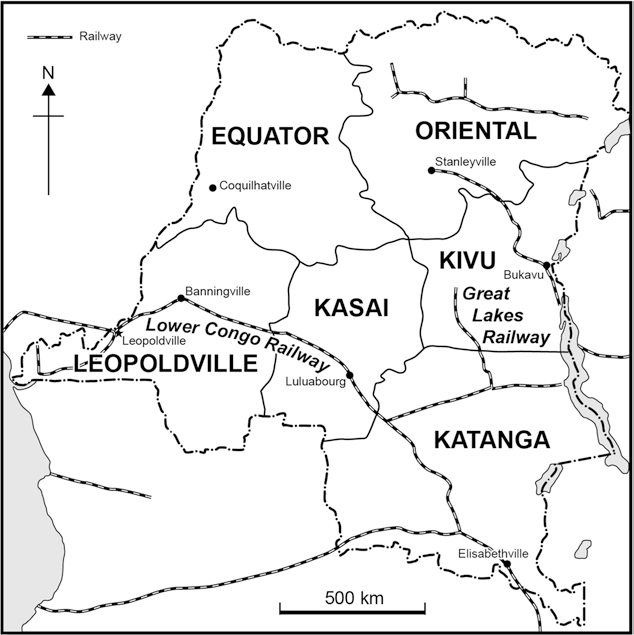 Railway
N
EQUATOR
ORIENTAL
Stanleyville
Coquilhatville
KIVU
Bukavu
Banningville
KASAI
Great
Lakes
Railway
Lower Congo Railway
Leopoldville
LEOPOLDVILLE
Luluabourg
KATANGA
Elisabethville
500 km